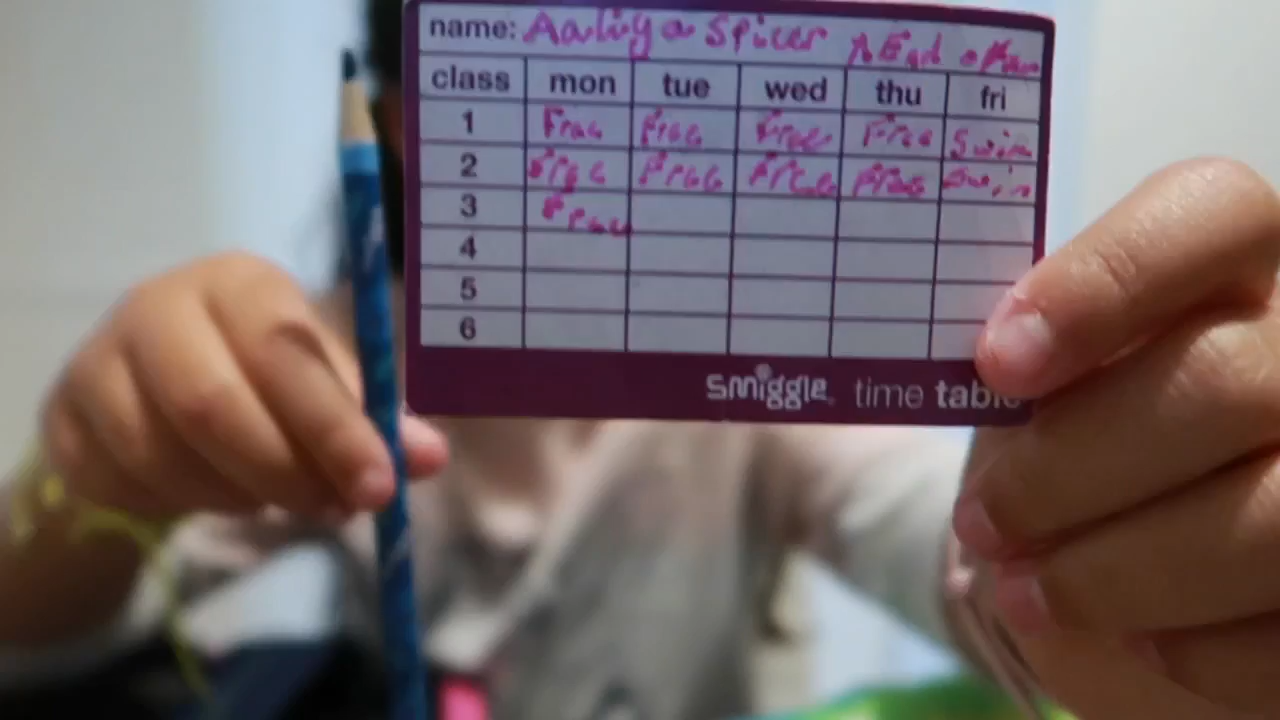 name: Aaliya Spicer
class mon tue wed thu fri
1 Free Free Free Free Swim
2 Free Free Free Free Swim
3 Free
4
5
6
smiggle time table